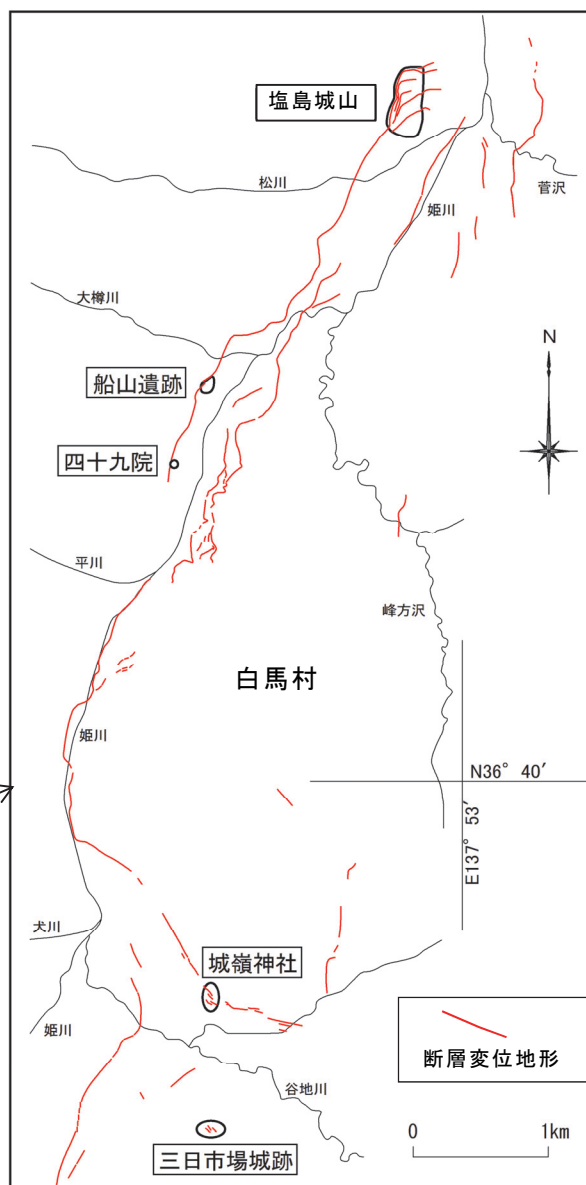 塩島城山
松川
姫川
菅沢
大樽川
N
船山遺跡
四十九院
平川
峰方沢
白馬村
姫川
N36° 40′
E137° 53′
犬川
城嶺神社
姫川
断層変位地形
谷地川
三日市場城跡
0 1km